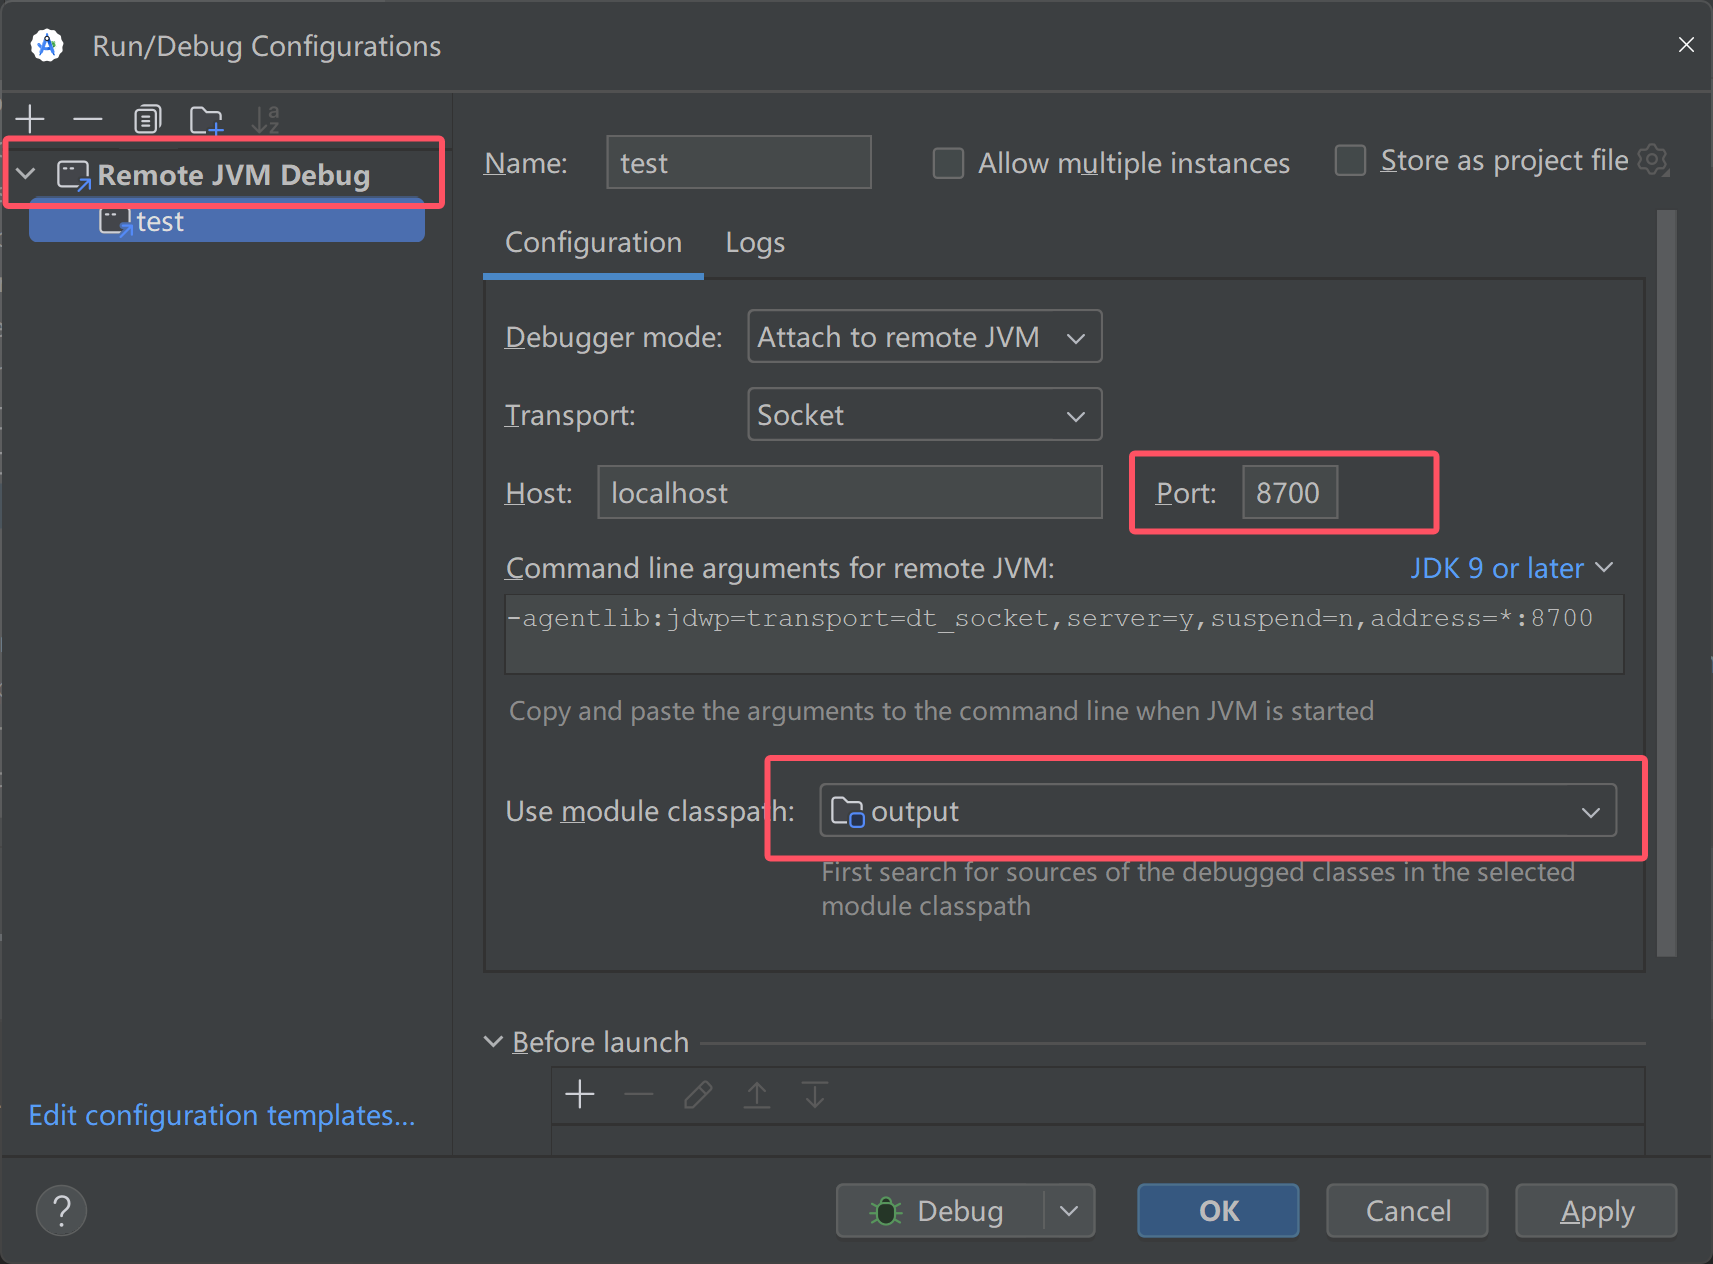 Run/Debug Configurations
Remote JVM Debug
test
Edit configuration templates...
Name: test
Allow multiple instances
Store as project file
Configuration Logs
Debugger mode: Attach to remote JVM
Transport: Socket
Host: localhost
Port: 8700
Command line arguments for remote JVM: JDK 9 or later
-agentlib:jdwp=transport=dt_socket,server=y,suspend=n,address=*:8700
Copy and paste the arguments to the command line when JVM is started
Use module classpath: output
First search for sources of the debugged classes in the selected
module classpath
Before launch
? Debug OK Cancel Apply